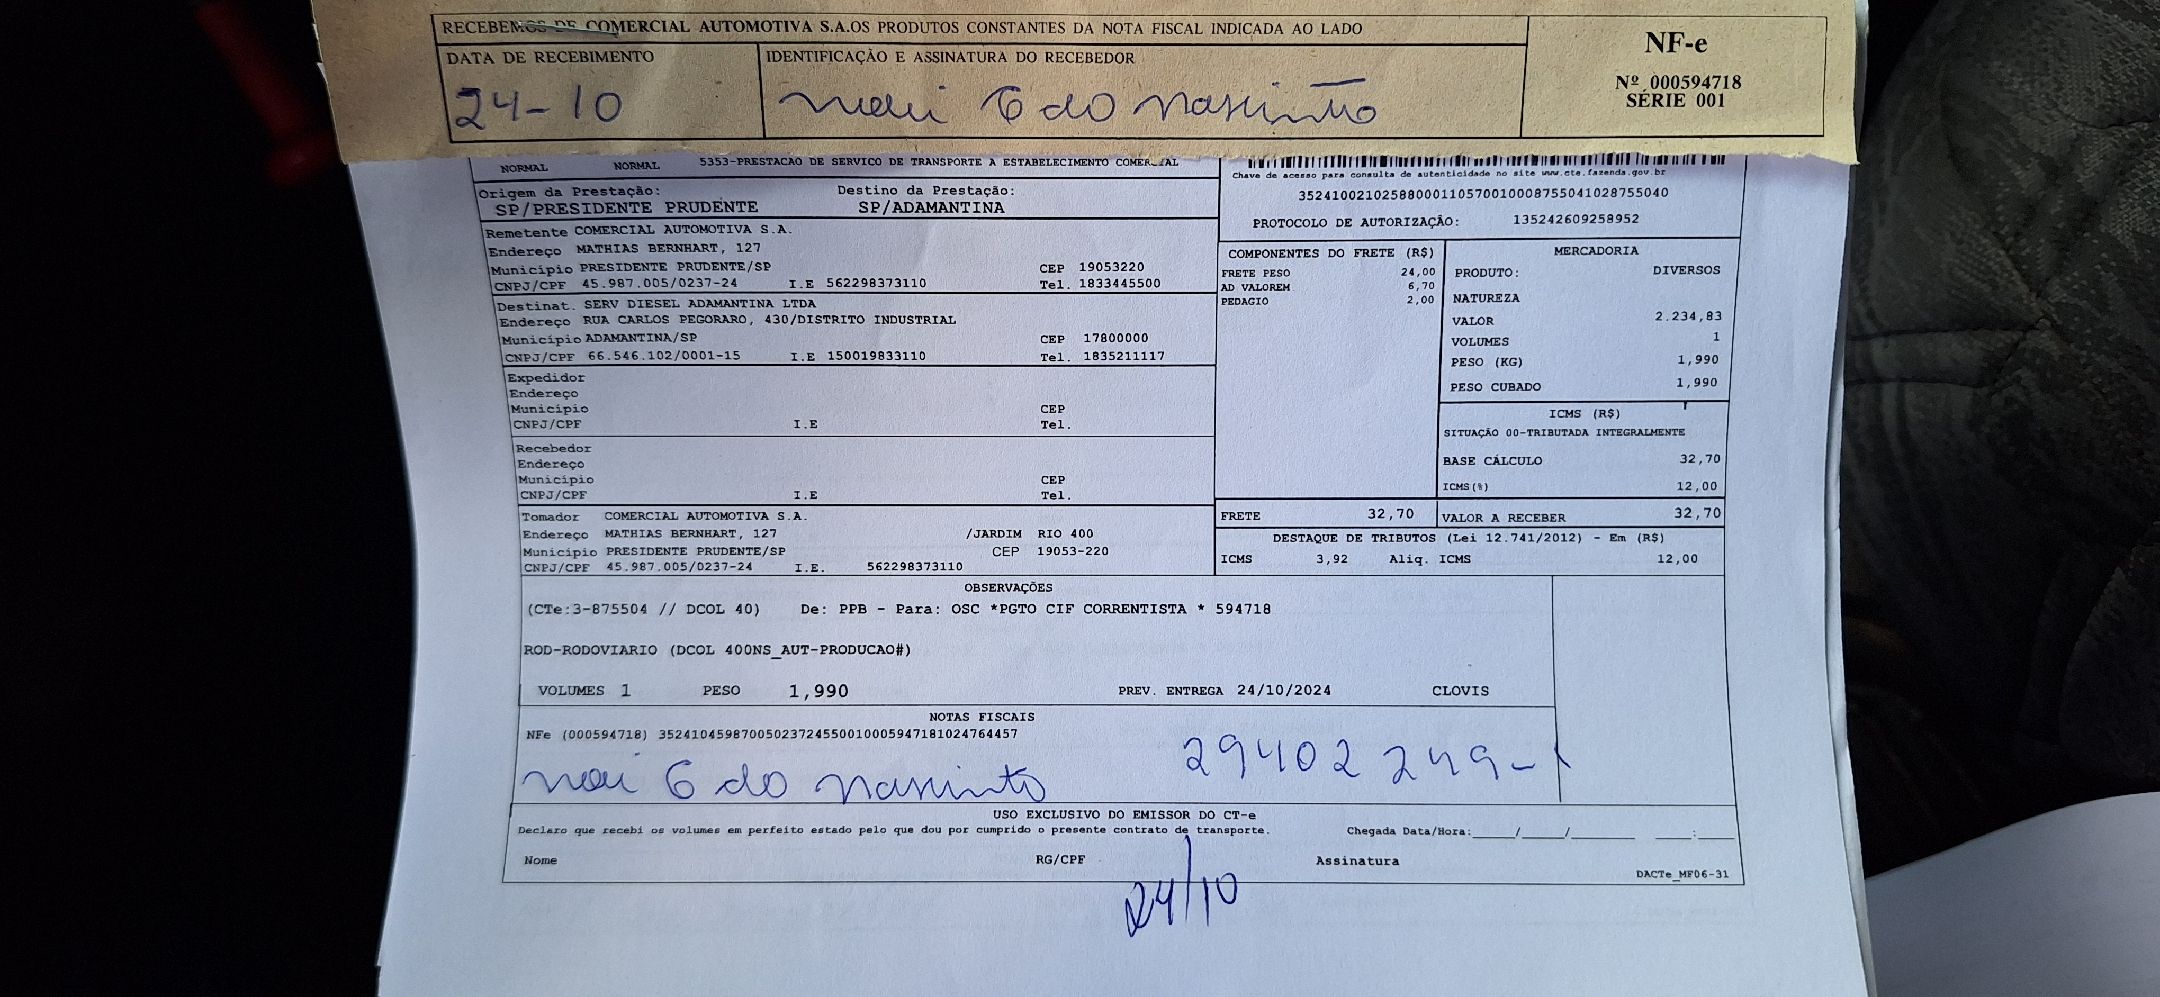 RECEBEMOS DE COMERCIAL AUTOMOTIVA S.A.OS PRODUTOS CONSTANTES DA NOTA FISCAL INDICADA AO LADO
NF-e
Nº 000594718
SÉRIE 001
DATA DE RECEBIMENTO
24-10
IDENTIFICAÇÃO E ASSINATURA DO RECEBEDOR
do
NORMAL NORMAL 5353-PRESTACAO DE SERVICO DE TRANSPORTE A ESTABELECIMENTO COMERCIAL
Chave de acesso para consulta de autenticidade no site www.cte.fazenda.gov.br
35241002102588000110570010008755041028755040
PROTOCOLO DE AUTORIZAÇÃO: 135242609258952
Origem da Prestação: Destino da Prestação:
SP/PRESIDENTE PRUDENTE SP/ADAMANTINA
Remetente COMERCIAL AUTOMOTIVA S.A.
Endereço MATHIAS BERNHART, 127
Município PRESIDENTE PRUDENTE/SP CEP 19053220
CNPJ/CPF 45.987.005/0237-24 I.E 562298373110 Tel. 1833445500
Destinat. SERV DIESEL ADAMANTINA LTDA
Endereço RUA CARLOS PEGORARO, 430/DISTRITO INDUSTRIAL
Município ADAMANTINA/SP CEP 17800000
CNPJ/CPF 66.546.102/0001-15 I.E 150019833110 Tel. 1835211117
Expedidor
Endereço
Município CEP
CNPJ/CPF I.E Tel.
Recebedor
Endereço
Município CEP
CNPJ/CPF I.E Tel.
Tomador COMERCIAL AUTOMOTIVA S.A.
Endereço MATHIAS BERNHART, 127 /JARDIM RIO 400
Município PRESIDENTE PRUDENTE/SP CEP 19053-220
CNPJ/CPF 45.987.005/0237-24 I.E. 562298373110
COMPONENTES DO FRETE (R$)
FRETE PESO 24,00
AD VALOREM 6,70
PEDAGIO 2,00
MERCADORIA
PRODUTO: DIVERSOS
NATUREZA
VALOR 2.234,83
VOLUMES 1
PESO (KG) 1,990
PESO CUBADO 1,990
ICMS (R$)
SITUAÇÃO 00-TRIBUTADA INTEGRALMENTE
BASE CÁLCULO 32,70
ICMS(%) 12,00
FRETE 32,70 VALOR A RECEBER 32,70
DESTAQUE DE TRIBUTOS (Lei 12.741/2012) - Em (R$)
ICMS 3,92 Aliq. ICMS 12,00
OBSERVAÇÕES
(CTe:3-875504 // DCOL 40) De: PPB - Para: OSC *PGTO CIF CORRENTISTA * 594718
ROD-RODOVIARIO (DCOL 400NS_AUT-PRODUCAO#)
VOLUMES 1 PESO 1,990 PREV. ENTREGA 24/10/2024 CLOVIS
NOTAS FISCAIS
NFe (000594718) 35241045987005023724550010005947181024764457
do
29402249-1
USO EXCLUSIVO DO EMISSOR DO CT-e
Declaro que recebi os volumes em perfeito estado pelo que dou por cumprido o presente contrato de transporte. Chegada Data/Hora:_____/_____/_______ ____:____
Nome RG/CPF Assinatura
DACTe_MF06-31
24/10